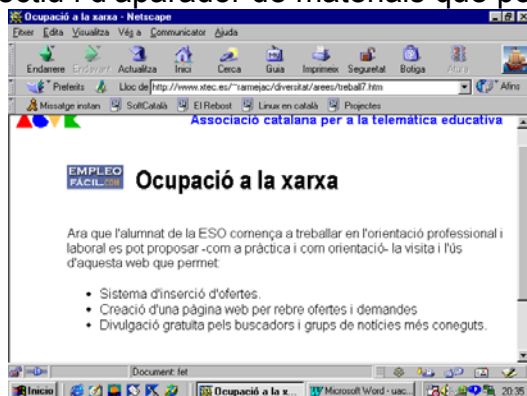 Ocupació a la xarxa - Netscape
Fitxer Edita Visualitza Vés a Communicator Ajuda
Endarrere Endavant Actualitza Inici Cerca Guia Imprimeix Seguretat Botiga Atura
Preferits Lloc de http://www.xtec.es/~ramejac/diversitat/arees/treball7.htm Afins
Missatge instan SoftCatalà El Rebost Linux en català Projectes
Associació catalana per a la telemàtica educativa
EMPLEO
FÁCIL.COM
Ocupació a la xarxa
Ara que l'alumnat de la ESO comença a treballar en l'orientació professional i
laboral es pot proposar -com a pràctica i com orientació- la visita i l'ús
d'aquesta web que permet:
• Sistema d'inserció d'ofertes.
• Creació d'una pàgina web per rebre ofertes i demandes
• Divulgació gratuïta pels buscadors i grups de notícies més coneguts.
Document: fet
Inicio Ocupació a la x... Microsoft Word - uac... 20:35